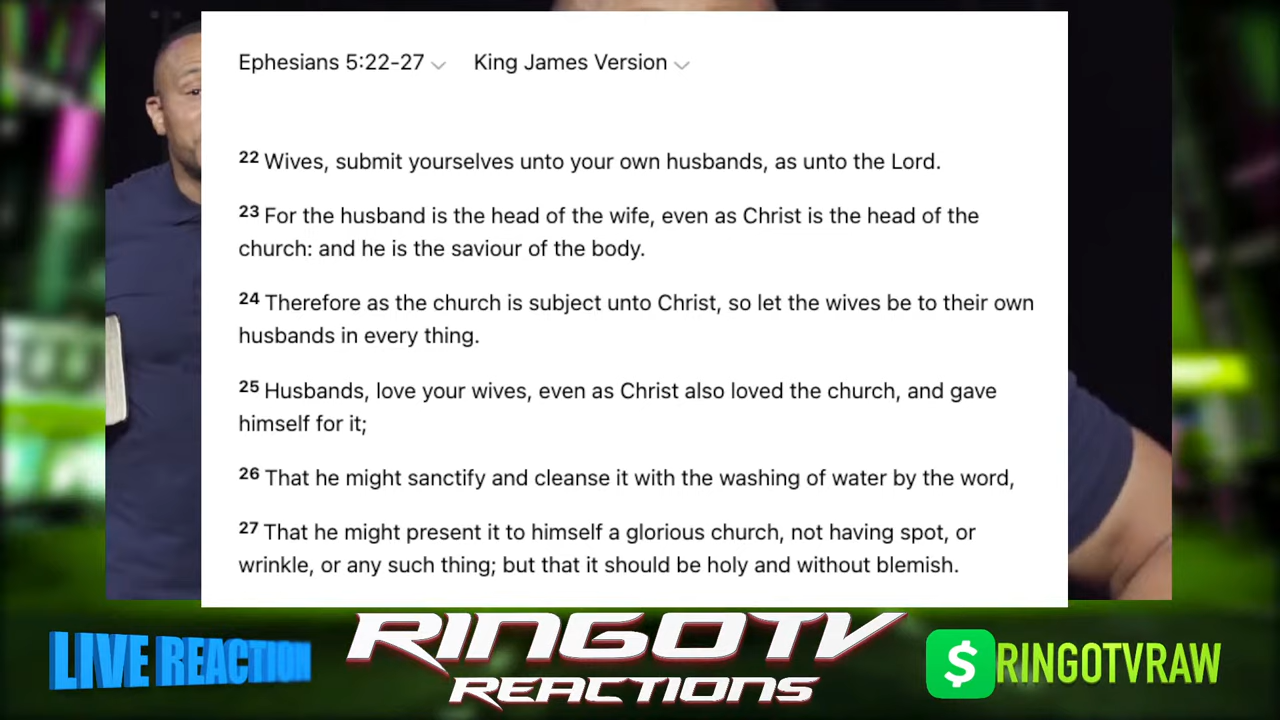 Ephesians 5:22-27 King James Version
22 Wives, submit yourselves unto your own husbands, as unto the Lord.
23 For the husband is the head of the wife, even as Christ is the head of the
church: and he is the saviour of the body.
24 Therefore as the church is subject unto Christ, so let the wives be to their own
husbands in every thing.
25 Husbands, love your wives, even as Christ also loved the church, and gave
himself for it;
26 That he might sanctify and cleanse it with the washing of water by the word,
27 That he might present it to himself a glorious church, not having spot, or
wrinkle, or any such thing; but that it should be holy and without blemish.
LIVE REACTION
RINGOTV
REACTIONS
$ RINGOTVRAW